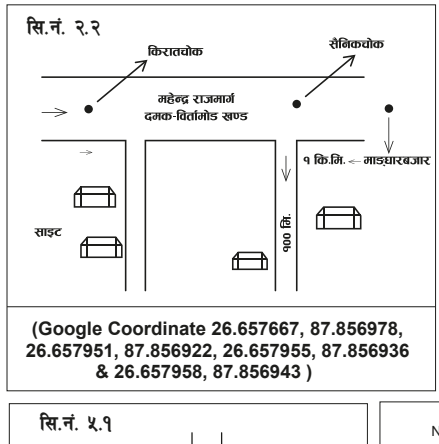 सि.नं. २.२
किरातचोक
सैनिकचोक
महेन्द्र राजमार्ग
दमक-विर्तामोड खण्ड
१ कि.मि.
माङधारबजार
साइट
१०० मि.
(Google Coordinate 26.657667, 87.856978,
26.657951, 87.856922, 26.657955, 87.856936
& 26.657958, 87.856943 )
सि.नं. ५.१
N